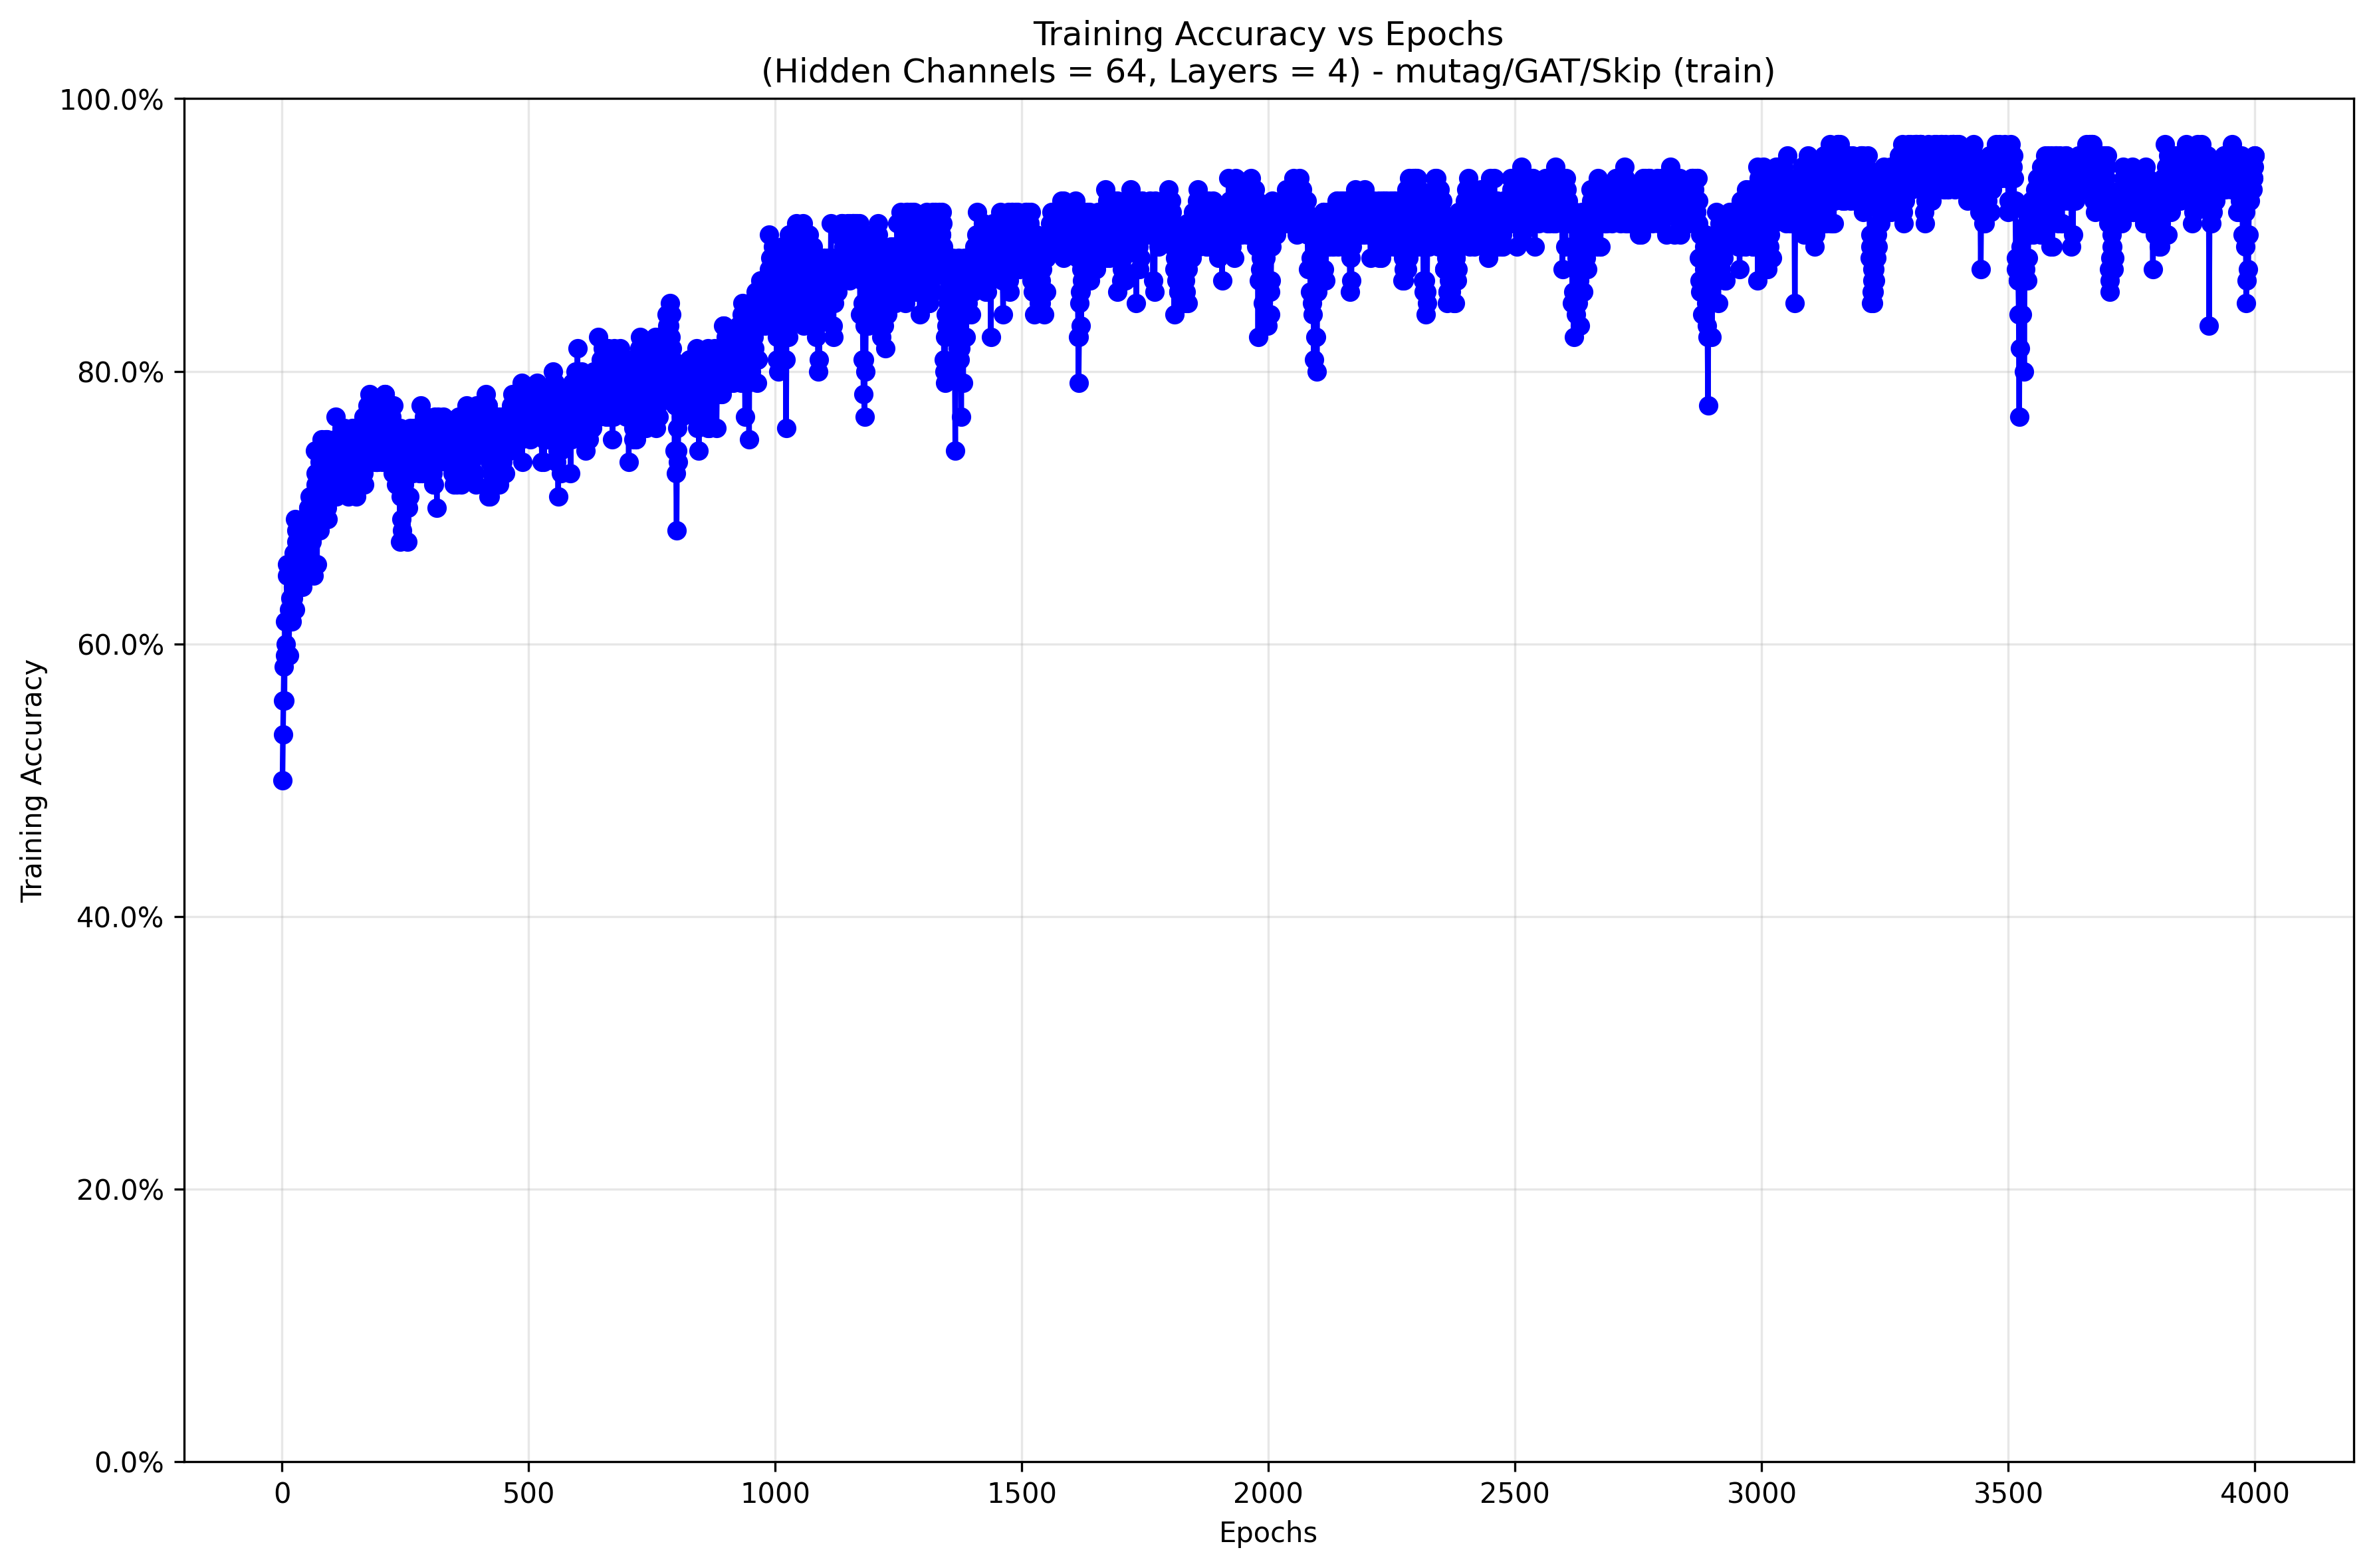 Training Accuracy vs Epochs
(Hidden Channels = 64, Layers = 4) - mutag/GAT/Skip (train)
100.0%
80.0%
60.0%
40.0%
20.0%
0.0%
Training Accuracy
0 500 1000 1500 2000 2500 3000 3500 4000
Epochs